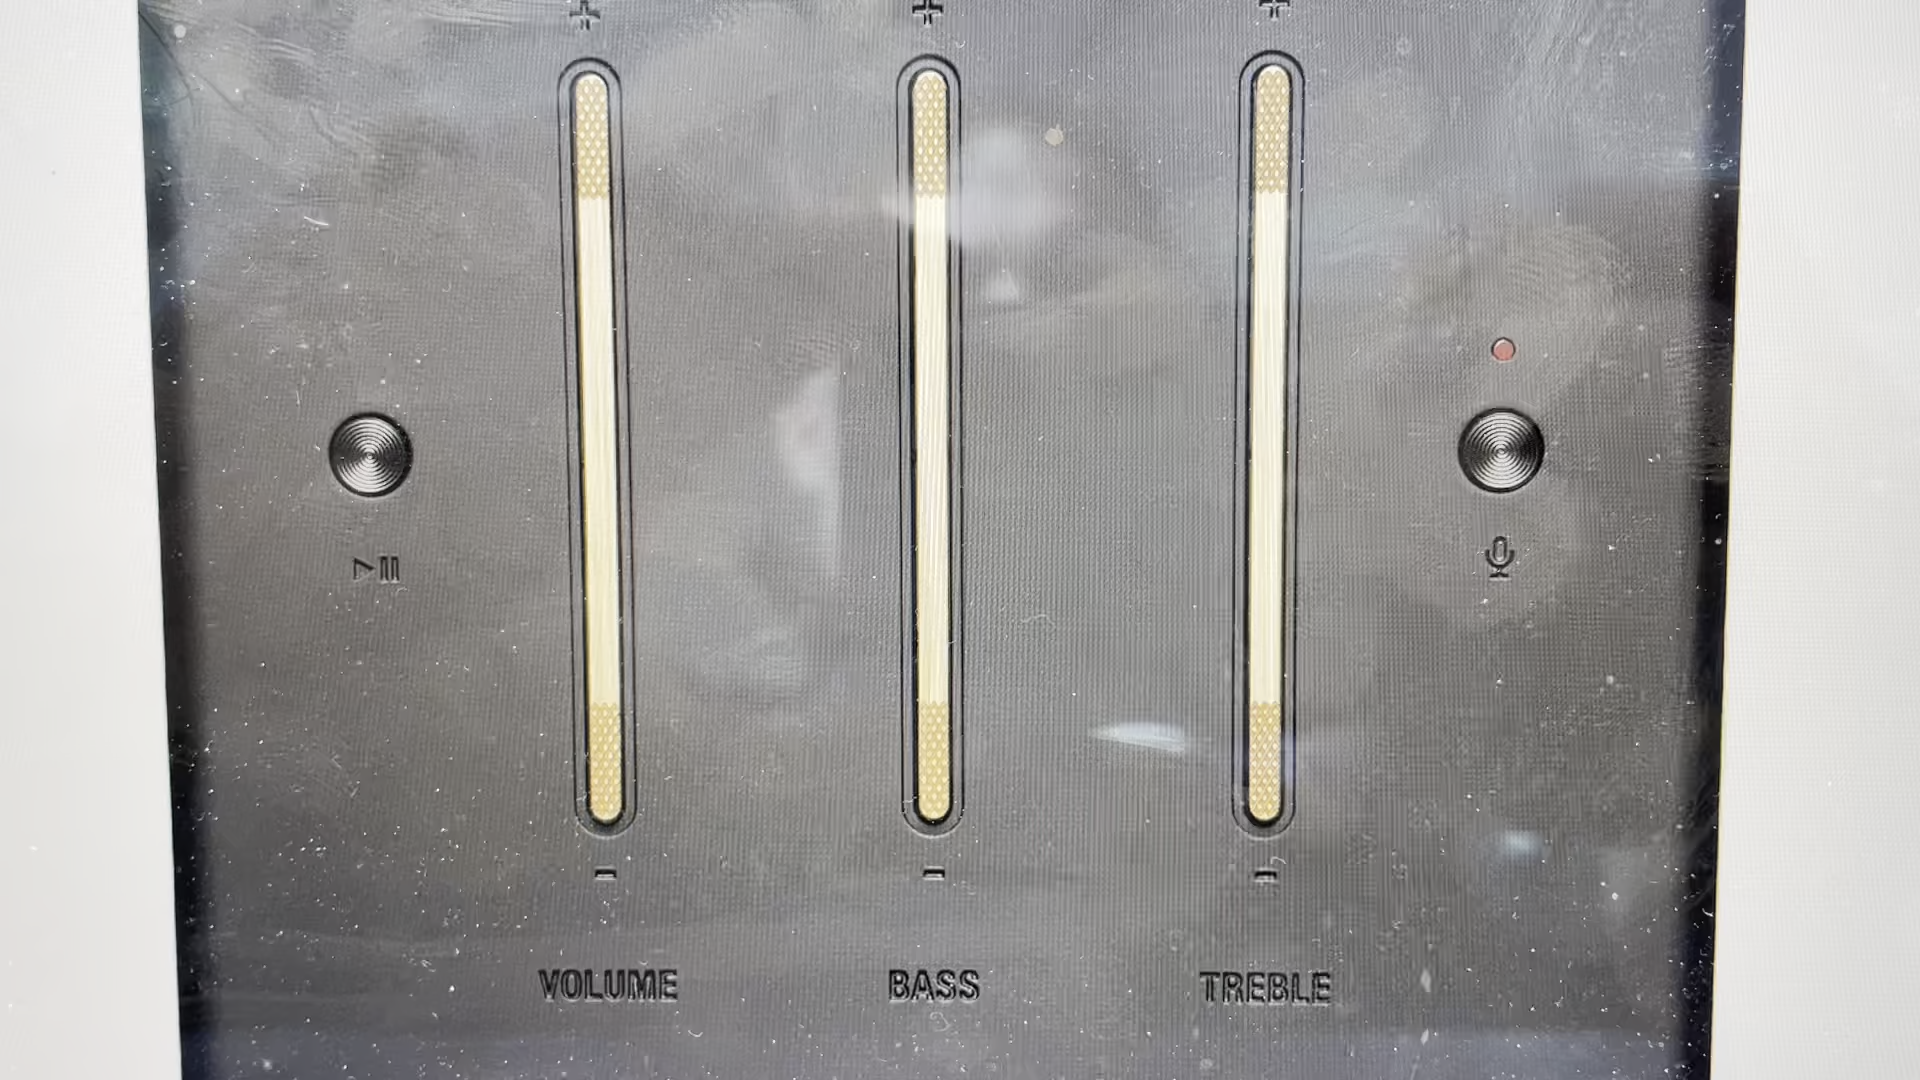 + + +
- - -
VOLUME BASS TREBLE